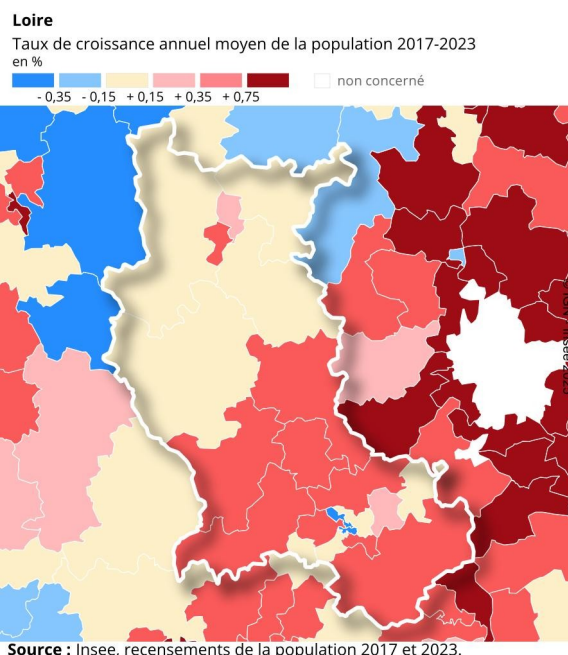 Loire
Taux de croissance annuel moyen de la population 2017-2023
en %
- 0,35 - 0,15 + 0,15 + 0,35 + 0,75
non concerné
Source : Insee, recensements de la population 2017 et 2023.